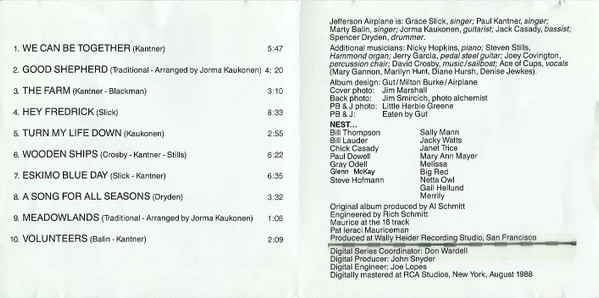 1. WE CAN BE TOGETHER (Kantner) 5:47
2. GOOD SHEPHERD (Traditional - Arranged by Jorma Kaukonen) 4:20
3. THE FARM (Kantner - Blackman) 3:10
4. HEY FREDRICK (Slick) 8:33
5. TURN MY LIFE DOWN (Kaukonen) 2:55
6. WOODEN SHIPS (Crosby - Kantner - Stills) 6:22
7. ESKIMO BLUE DAY (Slick - Kantner) 6:35
8. A SONG FOR ALL SEASONS (Dryden) 3:32
9. MEADOWLANDS (Traditional - Arranged by Jorma Kaukonen) 1:06
10. VOLUNTEERS (Balin - Kantner) 2:09
Jefferson Airplane is: Grace Slick, singer; Paul Kantner, singer;
Marty Balin, singer; Jorma Kaukonen, guitarist; Jack Casady, bassist;
Spencer Dryden, drummer.
Additional musicians: Nicky Hopkins, piano; Steven Stills,
Hammond organ; Jerry Garcia, pedal steel guitar; Joey Covington,
percussion chair; David Crosby, music/sailboat; Ace of Cups, vocals
(Mary Gannon, Marilyn Hunt, Diane Hursh, Denise Jewkes).
Album design: Gut/Milton Burke/Airplane
Cover photo: Jim Marshall
Back photo: Jim Smircich, photo alchemist
PB & J photo: Little Herbie Greene
PB & J: Eaten by Gut
NEST...
Bill Thompson Sally Mann
Bill Lauder Jacky Watts
Chick Casady Janet Trice
Paul Dowell Mary Ann Mayer
Gray Odell Melissa
Glenn McKay Big Red
Steve Hofmann Netta Owl
Gail Hellund
Merrily
Original album produced by Al Schmitt
Engineered by Rich Schmitt
Maurice at the 16 track
Pat Ieraci Mauriceman
Produced at Wally Heider Recording Studio, San Francisco
Digital Series Coordinator: Don Wardell
Digital Producer: John Snyder
Digital Engineer: Joe Lopes
Digitally mastered at RCA Studios, New York, August 1988